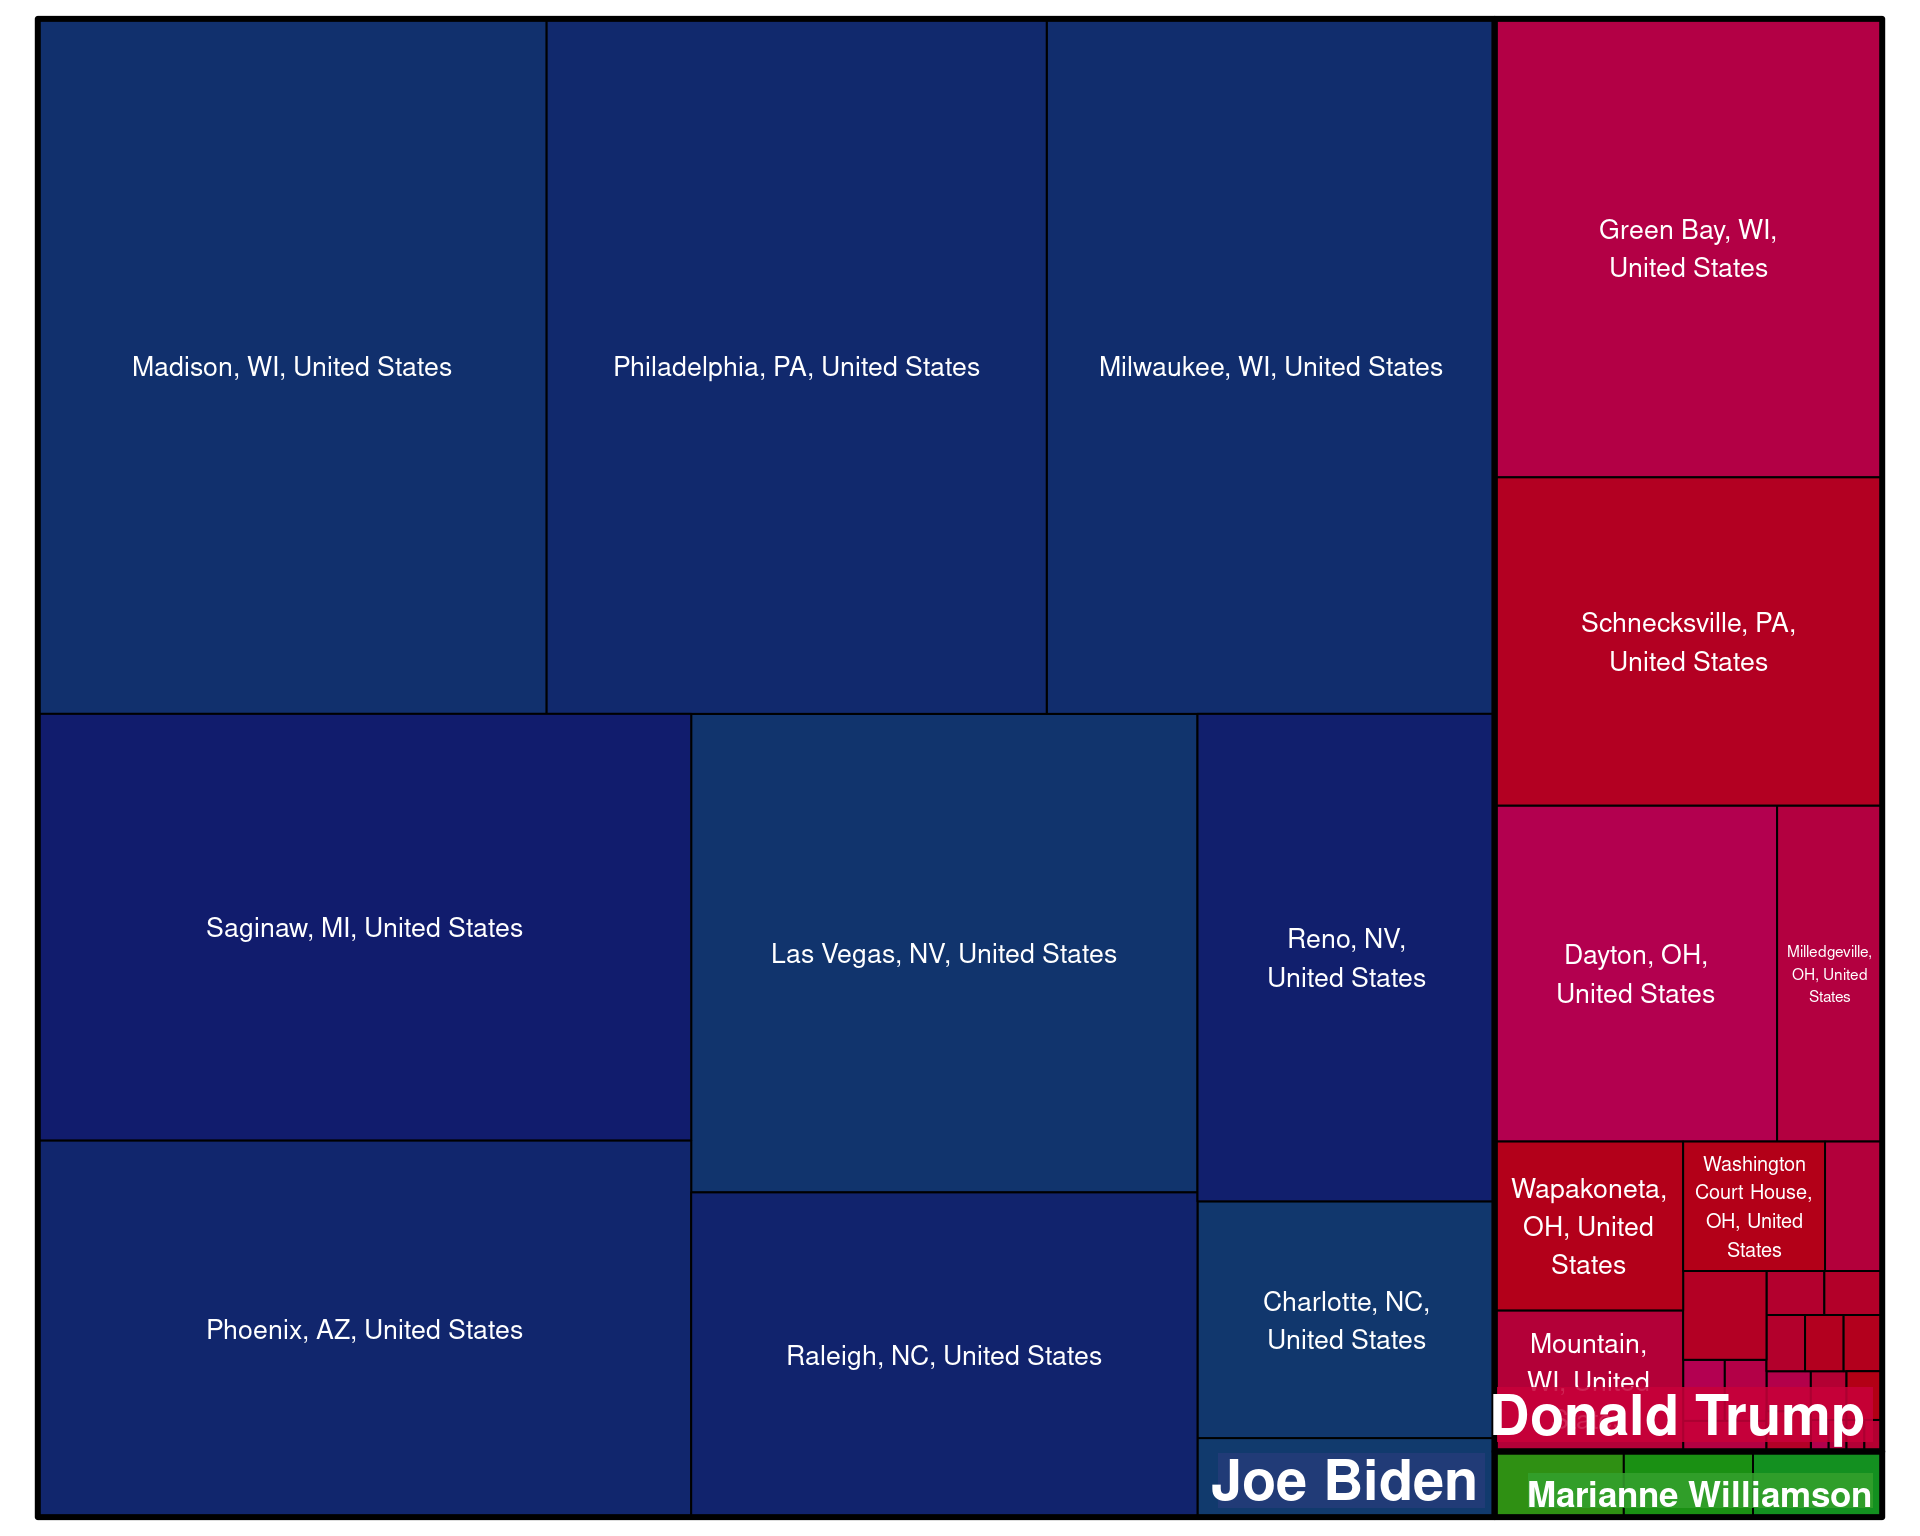 Madison, WI, United States
Philadelphia, PA, United States
Milwaukee, WI, United States
Green Bay, WI,
United States
Schnecksville, PA,
United States
Saginaw, MI, United States
Las Vegas, NV, United States
Reno, NV,
United States
Dayton, OH,
United States
Milledgeville,
OH, United
States
Phoenix, AZ, United States
Raleigh, NC, United States
Charlotte, NC,
United States
Wapakoneta,
OH, United
States
Washington
Court House,
OH, United
States
Mountain,
WI, United
Donald Trump
Joe Biden
Marianne Williamson